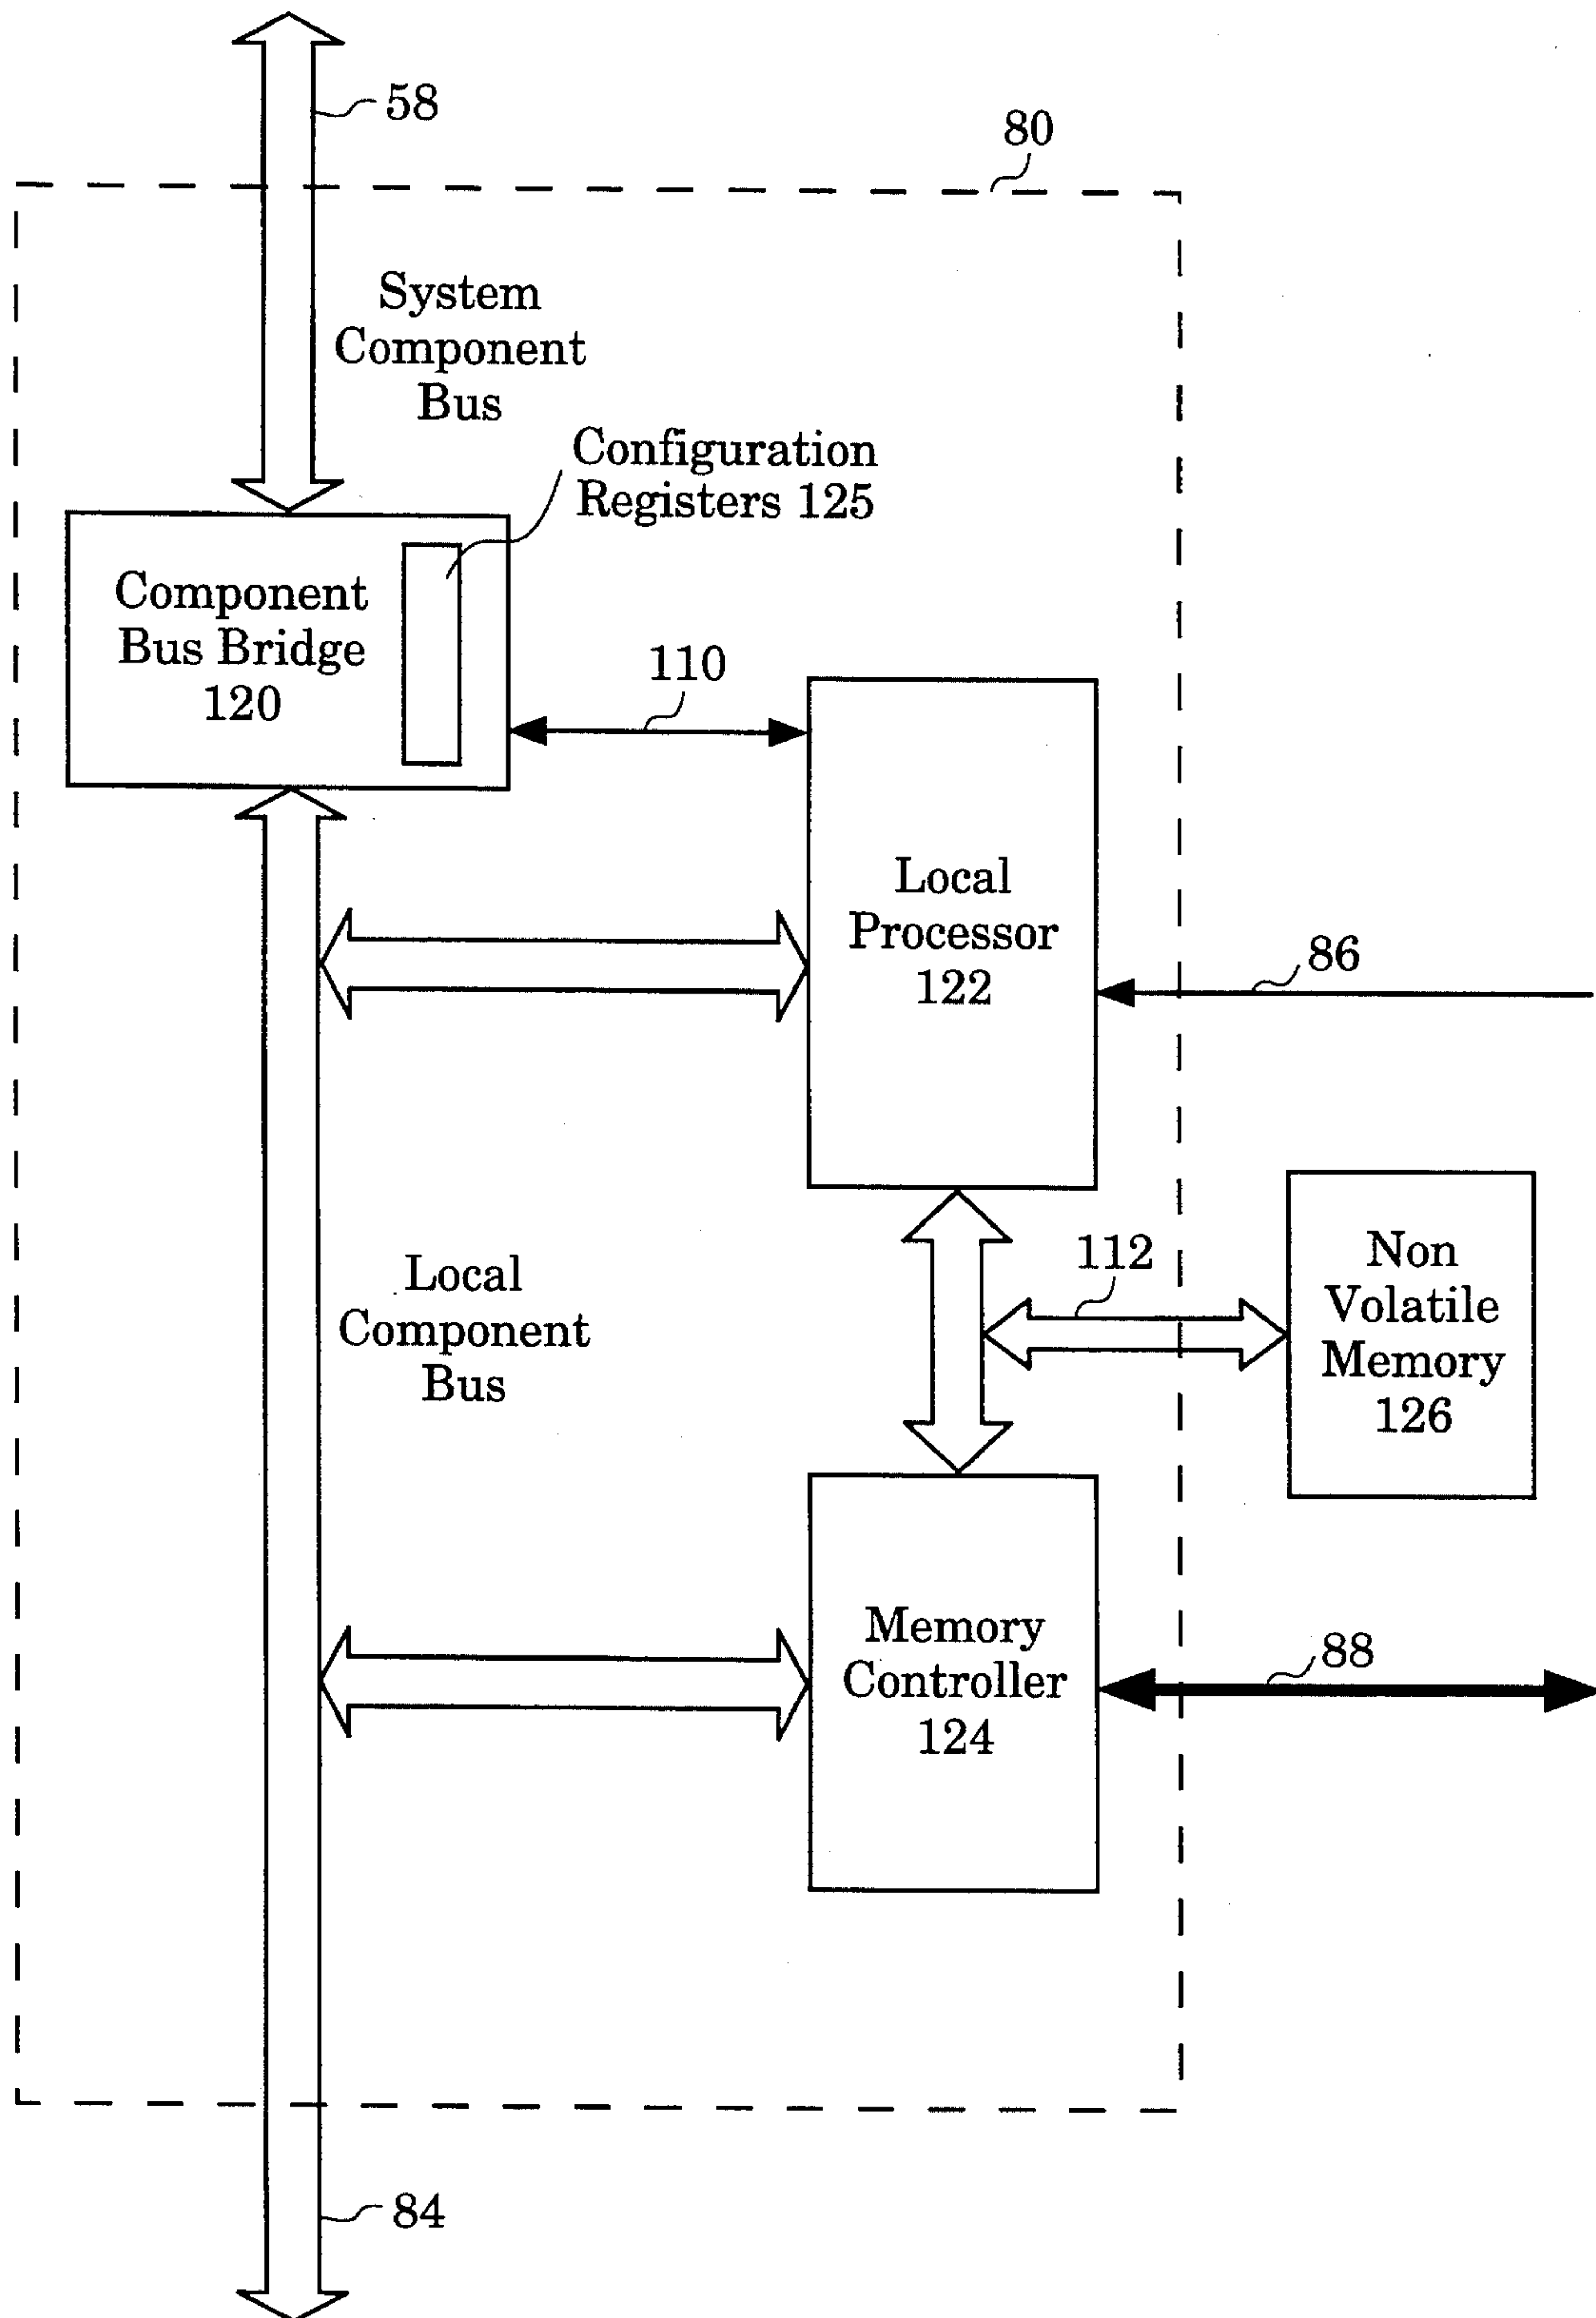 58
80
System
Component
Bus
Configuration
Registers 125
Component
Bus Bridge
120
110
Local
Processor
122
86
112
Non
Volatile
Memory
126
Local
Component
Bus
Memory
Controller
124
88
84